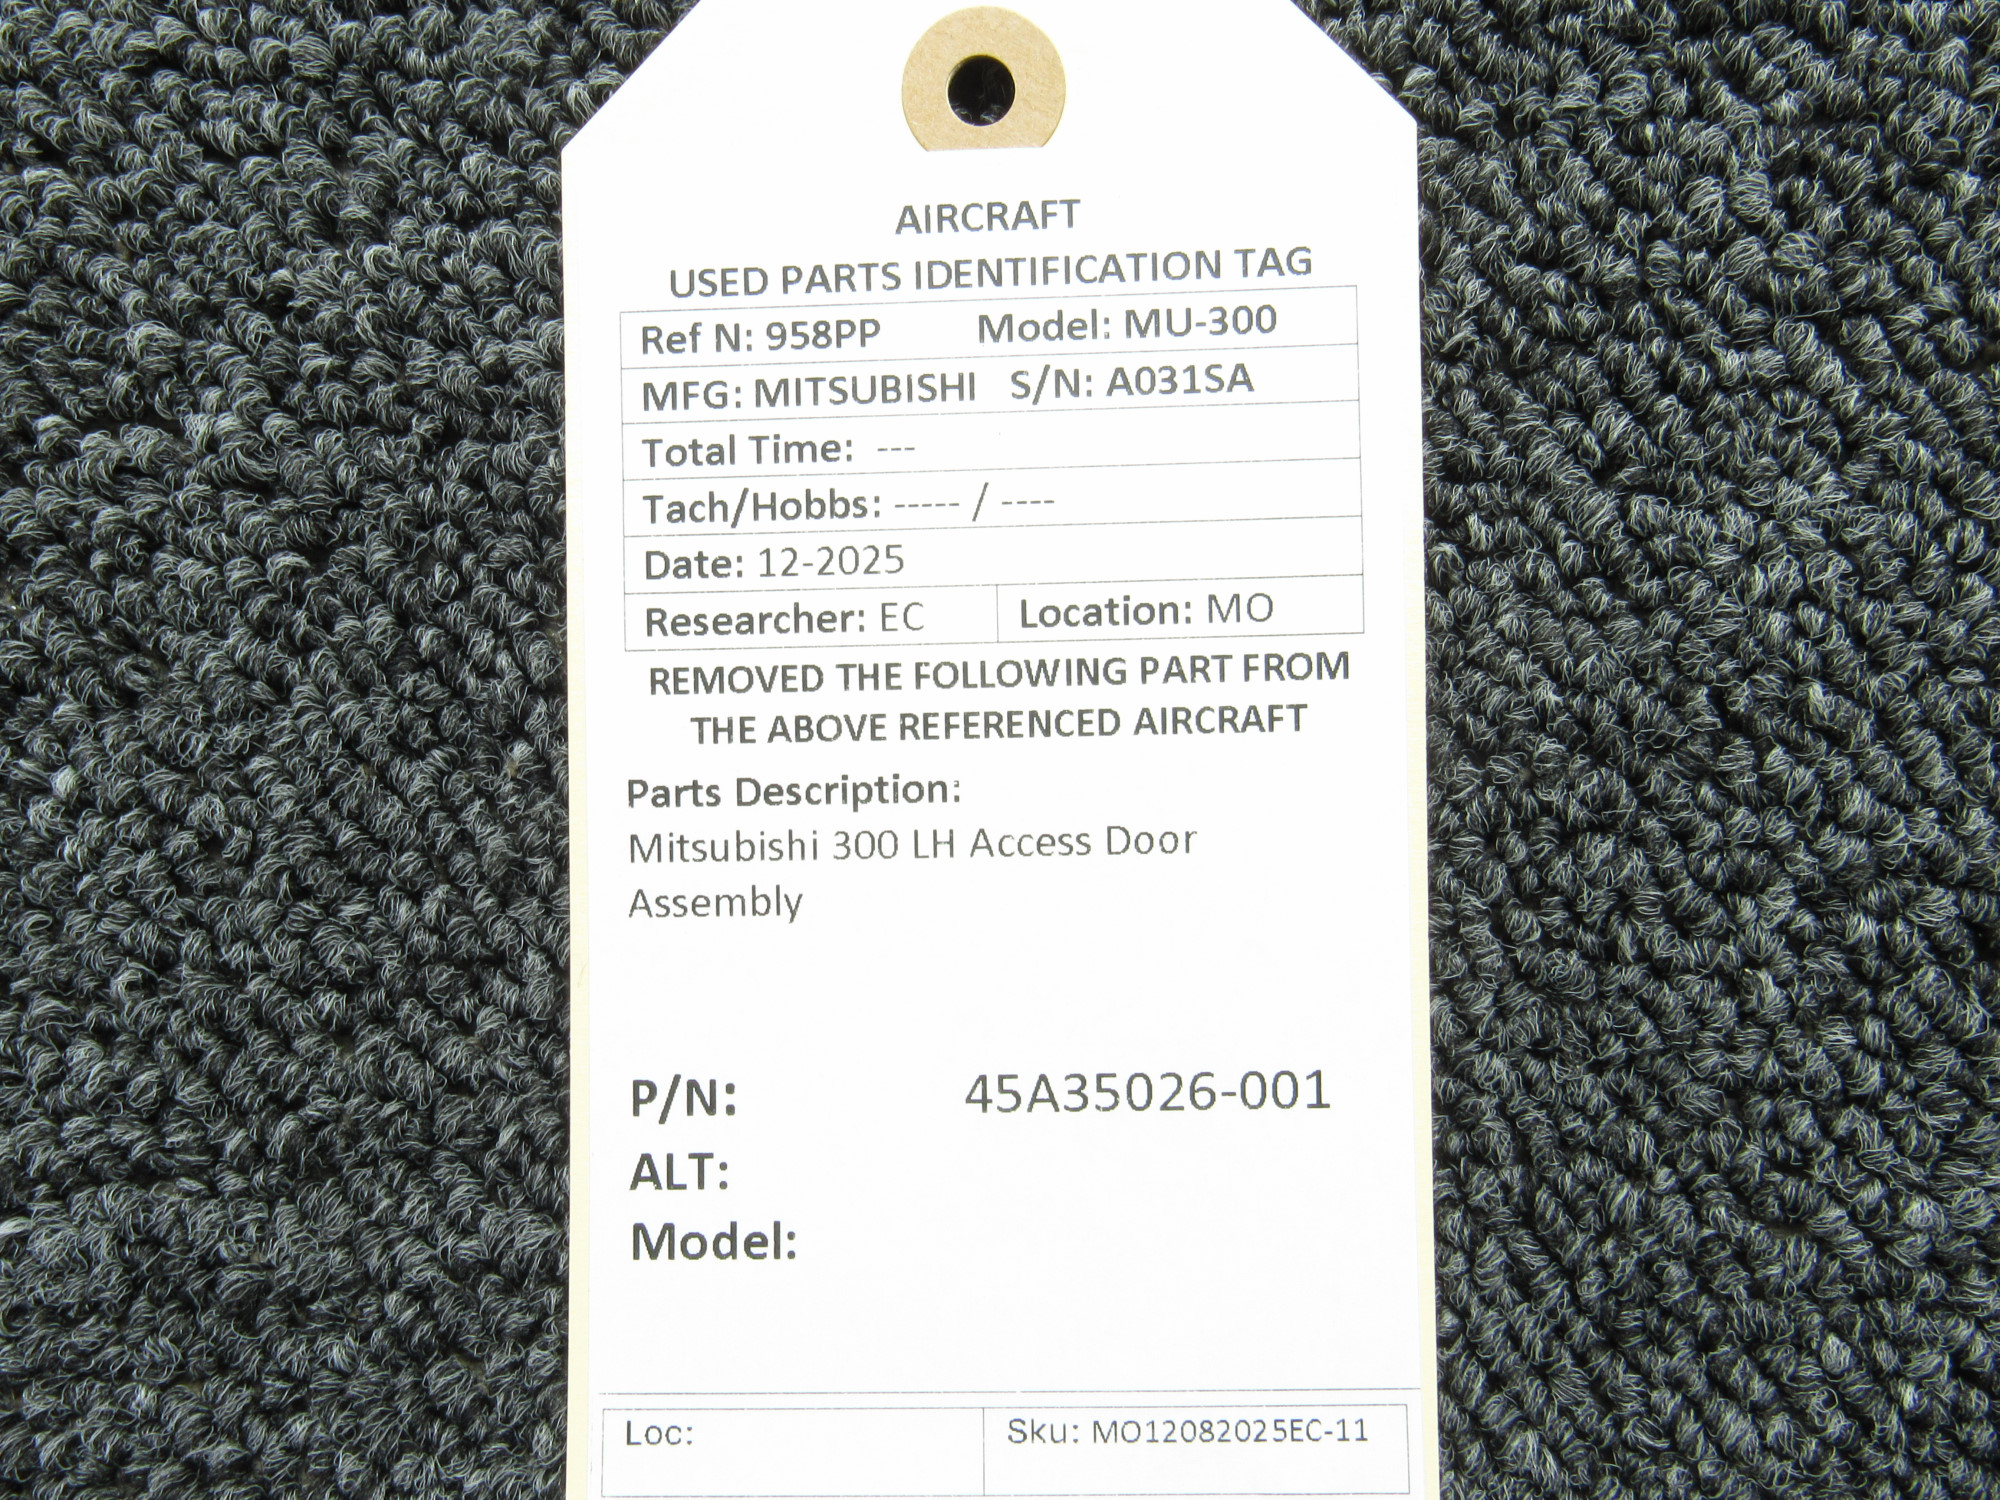 AIRCRAFT
USED PARTS IDENTIFICATION TAG
Ref N: 958PP Model: MU-300
MFG: MITSUBISHI S/N: A031SA
Total Time: ---
Tach/Hobbs: ----- / ----
Date: 12-2025
Researcher: EC Location: MO
REMOVED THE FOLLOWING PART FROM
THE ABOVE REFERENCED AIRCRAFT
Parts Description:
Mitsubishi 300 LH Access Door
Assembly
P/N: 45A35026-001
ALT:
Model:
Loc: Sku: MO12082025EC-11